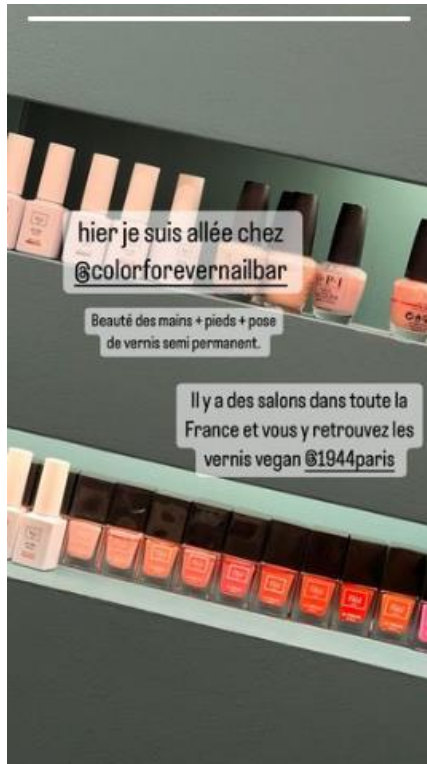 hier je suis allée chez
@colorforevernailbar
Beauté des mains + pieds + pose
de vernis semi permanent.
Il y a des salons dans toute la
France et vous y retrouvez les
vernis vegan @1944paris